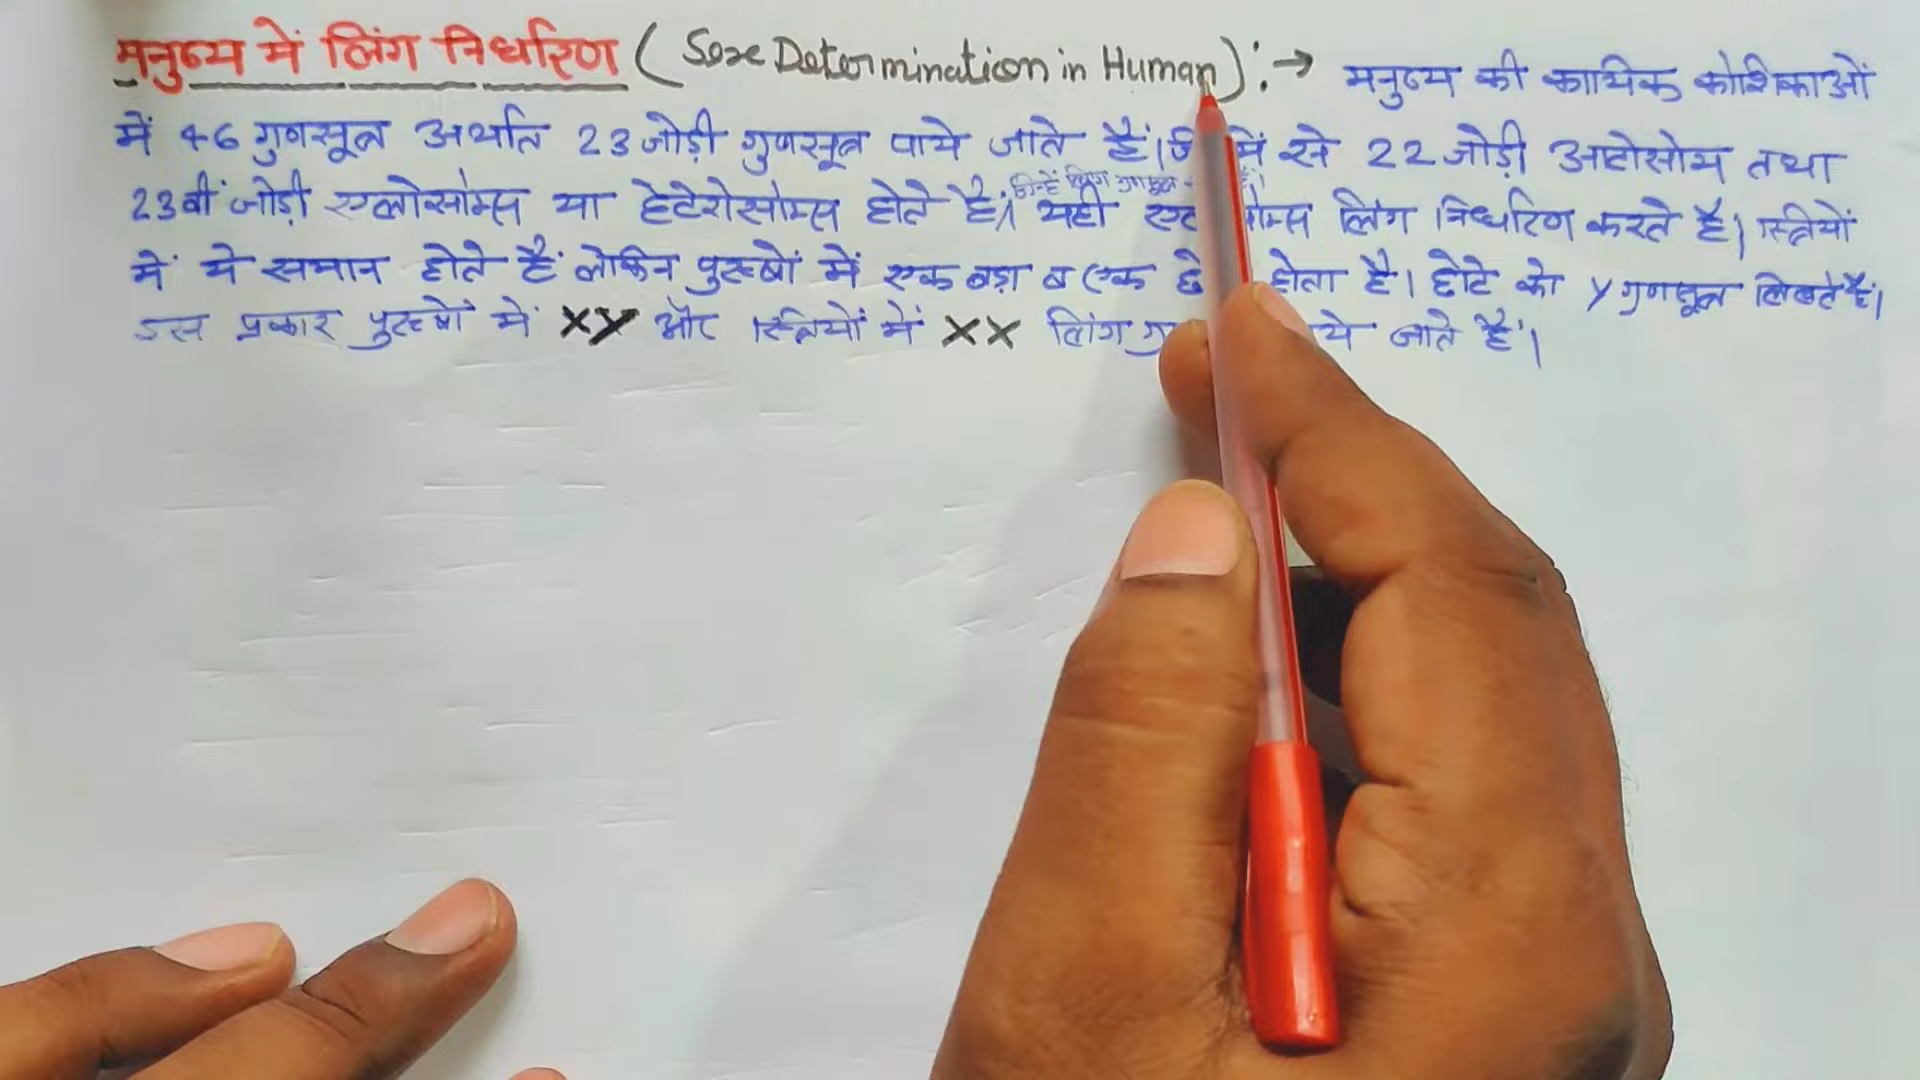 मनुष्य में लिंग निर्धारण ( Sex Determination in Human ) :→ मनुष्य की कायिक कोशिकाओं
में 46 गुणसूत्र अर्थात 23 जोड़ी गुणसूत्र पाये जाते हैं। में से 22 जोड़ी आटोसोम तथा
जिन्हें लिंग गुणसूत्र
23वीं जोड़ी एलोसोम्स या हेटेरोसोम्स होते है। यही लिंग निर्धारण करते है। स्त्रियों
में ये समान होते हैं लेकिन पुरूषों में एक बड़ा व एक होता है। छोटे को Y गुणसूत्र लिखते हैं।
इस प्रकार पुरूषों में XY और स्त्रियों में XX लिंग जाते है।